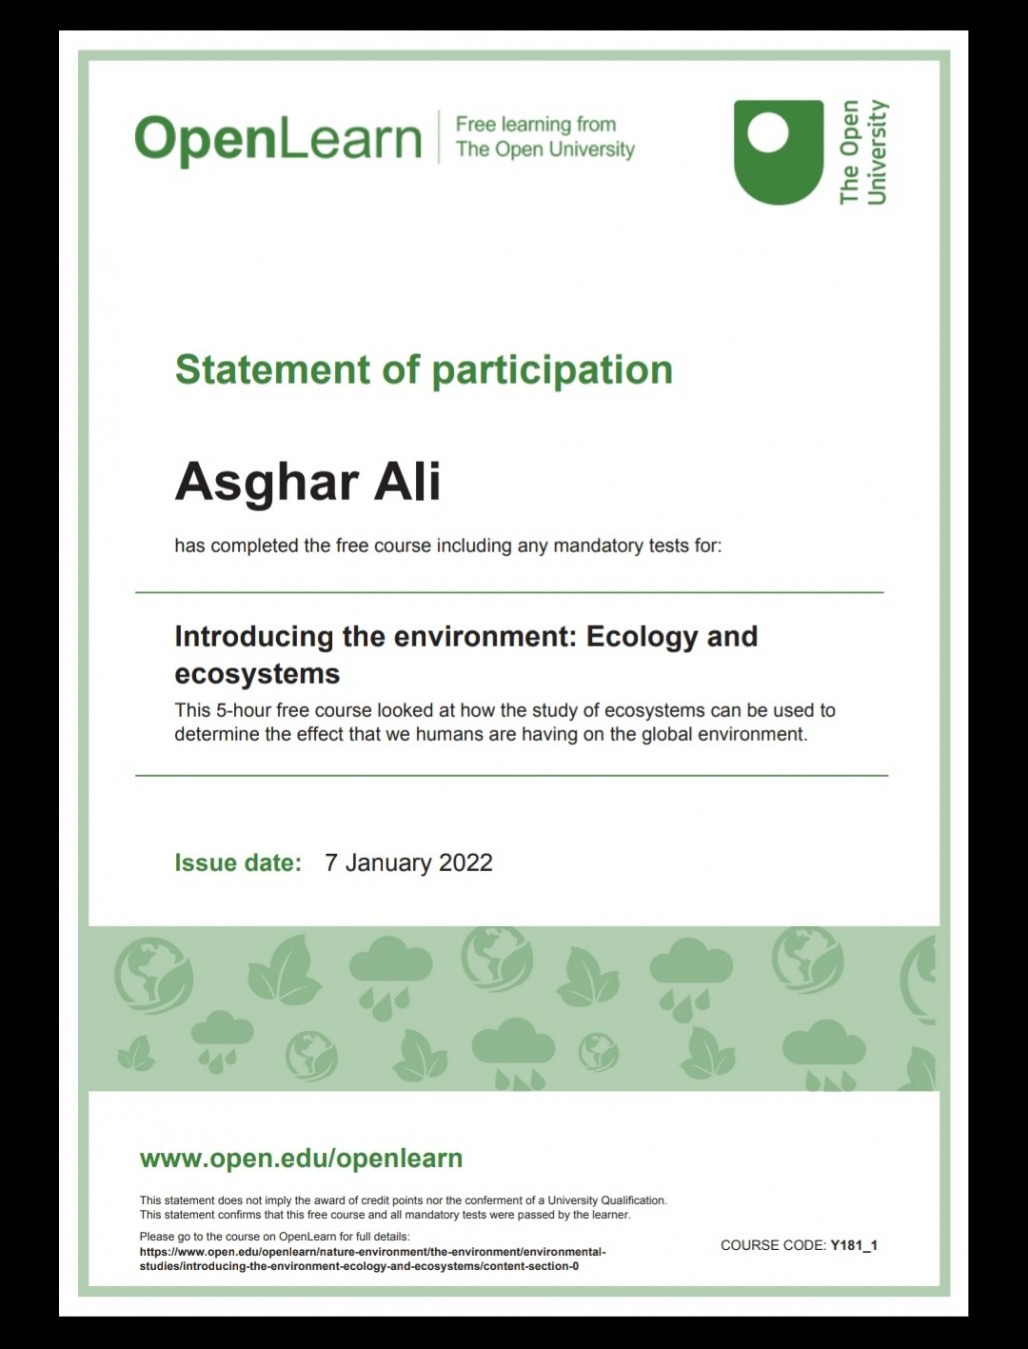 OpenLearn
Free learning from
The Open University
The Open
University
Statement of participation
Asghar Ali
has completed the free course including any mandatory tests for:
Introducing the environment: Ecology and
ecosystems
This 5-hour free course looked at how the study of ecosystems can be used to
determine the effect that we humans are having on the global environment.
Issue date: 7 January 2022
www.open.edu/openlearn
This statement does not imply the award of credit points nor the conferment of a University Qualification.
This statement confirms that this free course and all mandatory tests were passed by the learner.
Please go to the course on OpenLearn for full details:
https://www.open.edu/openlearn/nature-environment/the-environment/environmental-
studies/introducing-the-environment-ecology-and-ecosystems/content-section-0
COURSE CODE: Y181_1